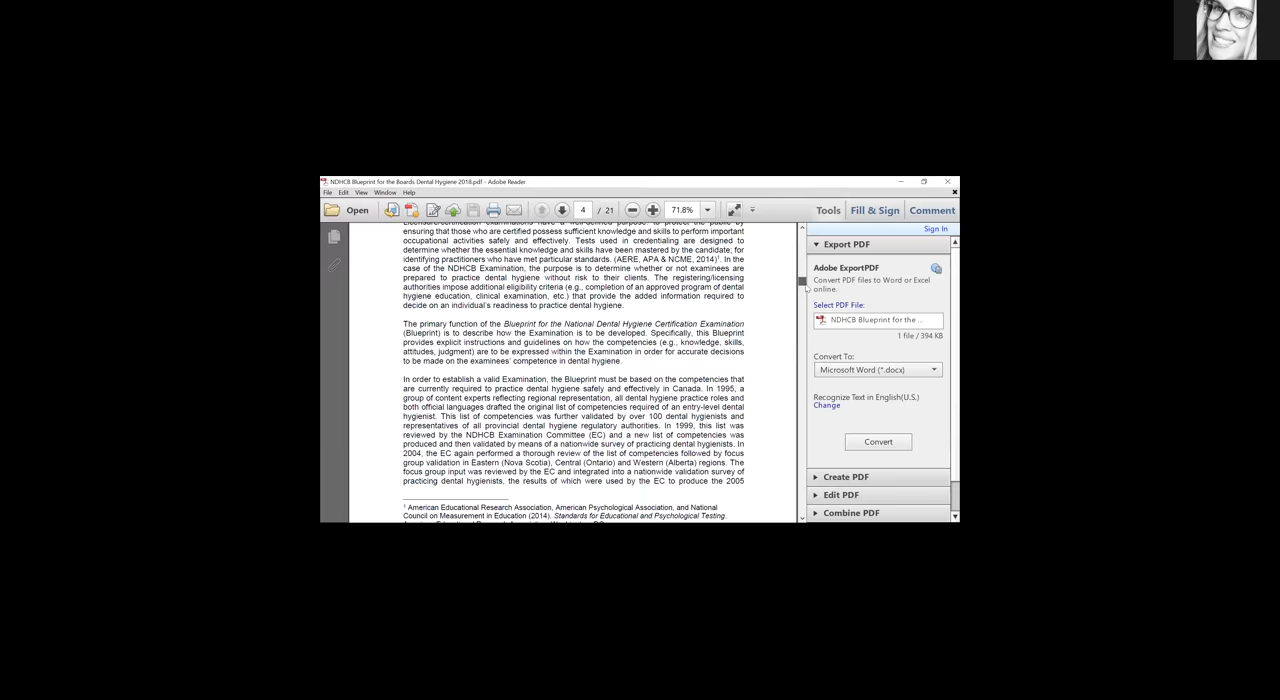 NDHCB Blueprint for the Boards Dental Hygiene 2018.pdf - Adobe Reader
File Edit View Window Help
Open 4 / 21 71.8% Tools Fill & Sign Comment
Sign In
licensure/certification examinations have a well-defined purpose: to protect the public by
ensuring that those who are certified possess sufficient knowledge and skills to perform important
occupational activities safely and effectively. Tests used in credentialing are designed to
determine whether the essential knowledge and skills have been mastered by the candidate; for
identifying practitioners who have met particular standards. (AERE, APA & NCME, 2014)¹. In the
case of the NDHCB Examination, the purpose is to determine whether or not examinees are
prepared to practice dental hygiene without risk to their clients. The registering/licensing
authorities impose additional eligibility criteria (e.g., completion of an approved program of dental
hygiene education, clinical examination, etc.) that provide the added information required to
decide on an individual's readiness to practice dental hygiene.
The primary function of the Blueprint for the National Dental Hygiene Certification Examination
(Blueprint) is to describe how the Examination is to be developed. Specifically, this Blueprint
provides explicit instructions and guidelines on how the competencies (e.g., knowledge, skills,
attitudes, judgment) are to be expressed within the Examination in order for accurate decisions
to be made on the examinees' competence in dental hygiene.
In order to establish a valid Examination, the Blueprint must be based on the competencies that
are currently required to practice dental hygiene safely and effectively in Canada. In 1995, a
group of content experts reflecting regional representation, all dental hygiene practice roles and
both official languages drafted the original list of competencies required of an entry-level dental
hygienist. This list of competencies was further validated by over 100 dental hygienists and
representatives of all provincial dental hygiene regulatory authorities. In 1999, this list was
reviewed by the NDHCB Examination Committee (EC) and a new list of competencies was
produced and then validated by means of a nationwide survey of practicing dental hygienists. In
2004, the EC again performed a thorough review of the list of competencies followed by focus
group validation in Eastern (Nova Scotia), Central (Ontario) and Western (Alberta) regions. The
focus group input was reviewed by the EC and integrated into a nationwide validation survey of
practicing dental hygienists, the results of which were used by the EC to produce the 2005
¹ American Educational Research Association, American Psychological Association, and National
Council on Measurement in Education (2014). Standards for Educational and Psychological Testing.
Export PDF
Adobe ExportPDF
Convert PDF files to Word or Excel
online.
Select PDF File:
NDHCB Blueprint for the ...
1 file / 394 KB
Convert To:
Microsoft Word (*.docx)
Recognize Text in English(U.S.)
Change
Convert
Create PDF
Edit PDF
Combine PDF